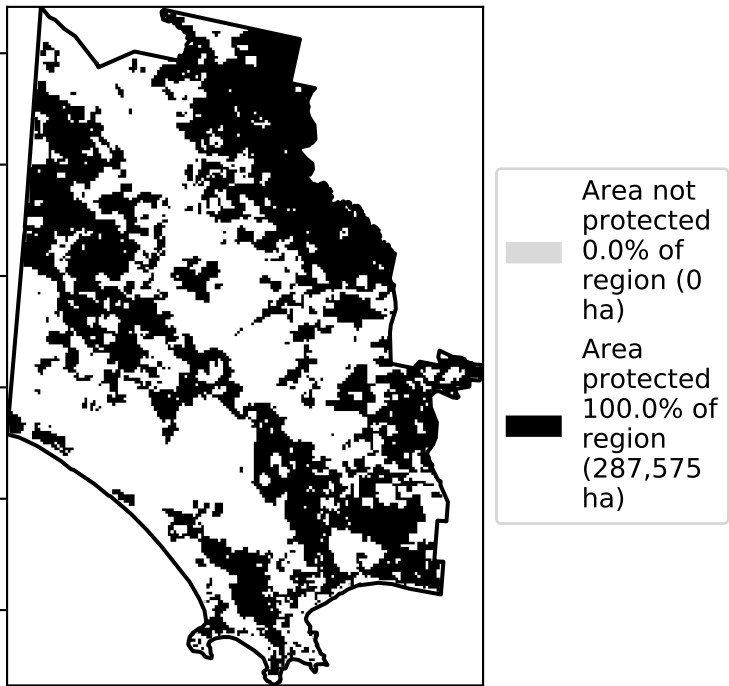 Area not
protected
0.0% of
region (0
ha)
Area
protected
100.0% of
region
(287,575
ha)